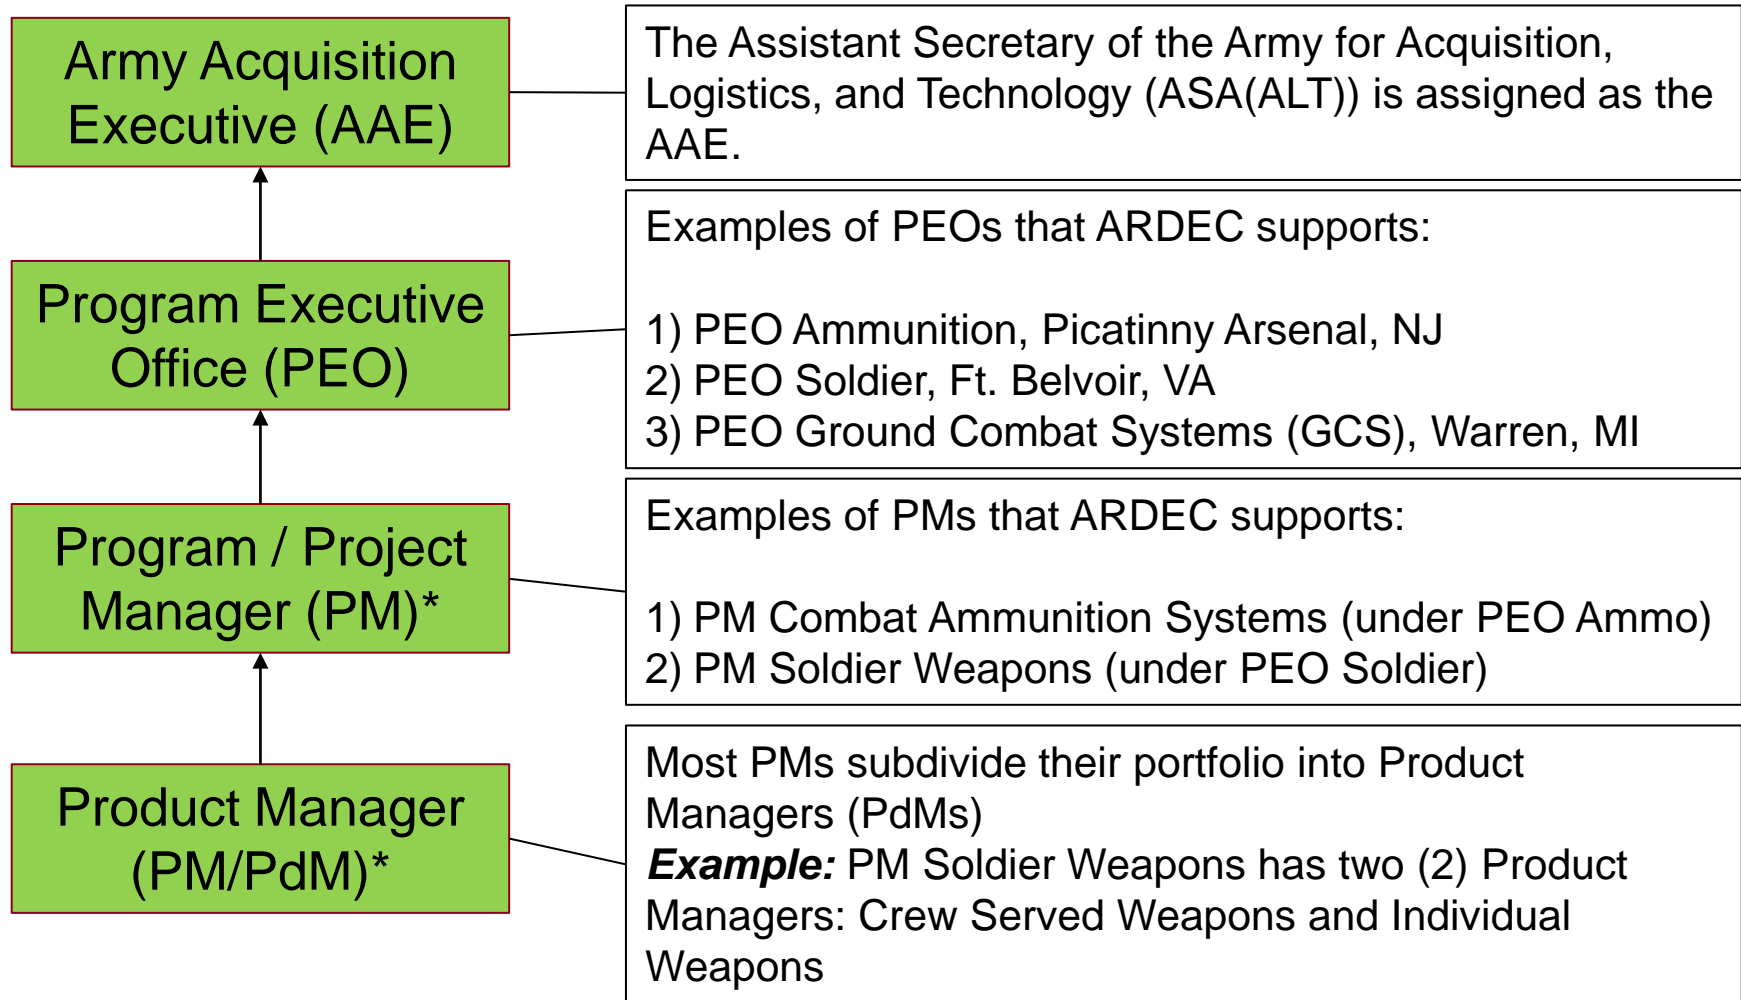 Army Acquisition
Executive (AAE)
The Assistant Secretary of the Army for Acquisition,
Logistics, and Technology (ASA(ALT)) is assigned as the
AAE.
Program Executive
Office (PEO)
Examples of PEOs that ARDEC supports:
1) PEO Ammunition, Picatinny Arsenal, NJ
2) PEO Soldier, Ft. Belvoir, VA
3) PEO Ground Combat Systems (GCS), Warren, MI
Program / Project
Manager (PM)*
Examples of PMs that ARDEC supports:
1) PM Combat Ammunition Systems (under PEO Ammo)
2) PM Soldier Weapons (under PEO Soldier)
Product Manager
(PM/PdM)*
Most PMs subdivide their portfolio into Product
Managers (PdMs)
Example: PM Soldier Weapons has two (2) Product
Managers: Crew Served Weapons and Individual
Weapons